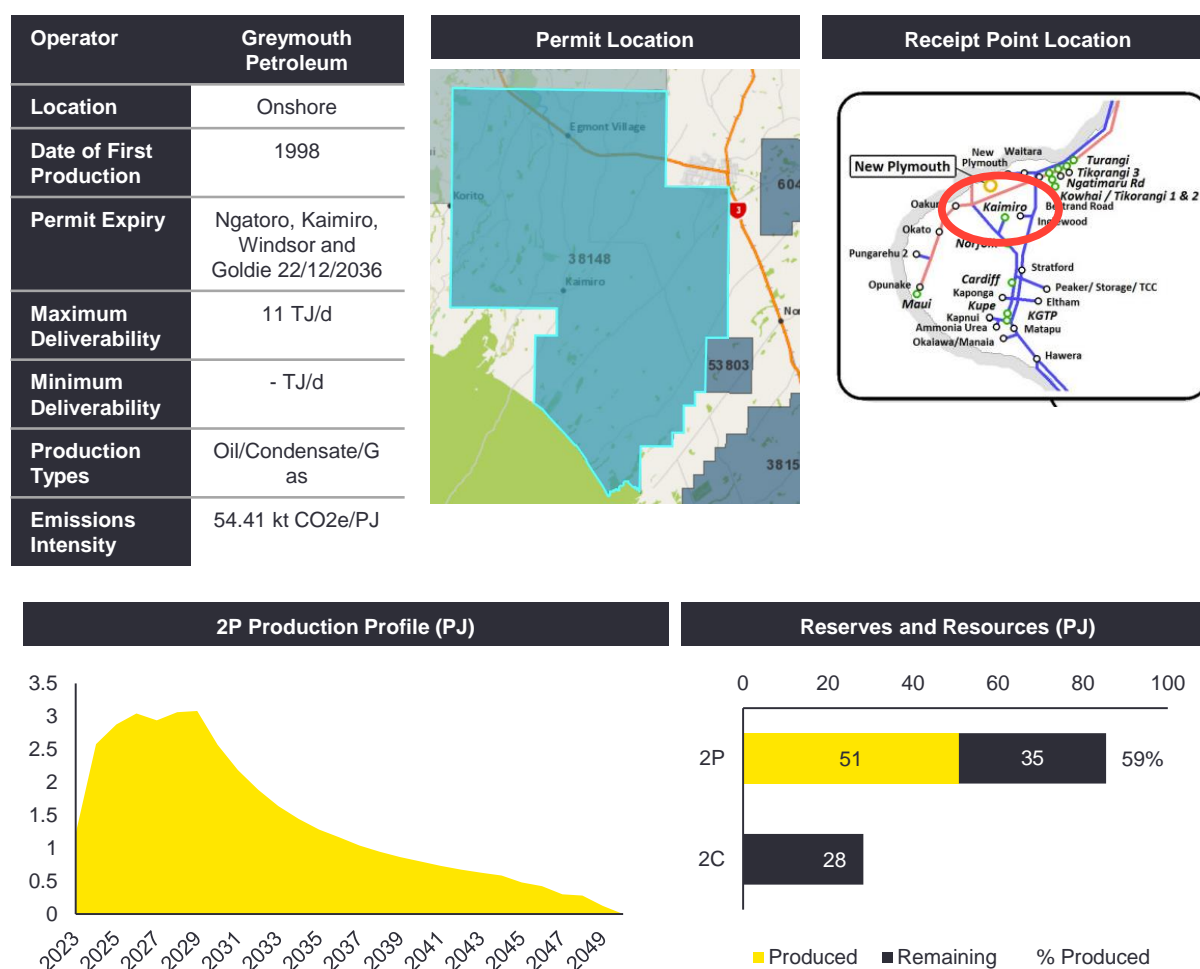 Operator
Greymouth
Petroleum
Location
Onshore
Date of First
Production
1998
Permit Expiry
Ngatoro, Kaimiro,
Windsor and
Goldie 22/12/2036
Maximum
Deliverability
11 TJ/d
Minimum
Deliverability
- TJ/d
Production
Types
Oil/Condensate/G
as
Emissions
Intensity
54.41 kt CO2e/PJ
Permit Location
Egmont Village
Korito
38148
Kaimiro
604
3
53803
3815
Receipt Point Location
New Plymouth
New
Plymouth
Waitara
Turangi
Tikorangi 3
Ngatimaru Rd
Kowhai / Tikorangi 1 & 2
Bertrand Road
Inglewood
Kaimiro
Okato
Pungarehu 2
Opunake
Maui
Stratford
Cardiff
Peaker/ Storage/ TCC
Kaponga
Eltham
Kupe
KGTP
Kapnui
Ammonia Urea
Matapu
Okaiawa/Manaia
Hawera
2P Production Profile (PJ)
3.5
3
2.5
2
1.5
1
0.5
0
2023
2025
2027
2029
2031
2033
2035
2037
2039
2041
2043
2045
2047
2049
Reserves and Resources (PJ)
0 20 40 60 80 100
2P
51
35
59%
2C
28
Produced
Remaining
% Produced